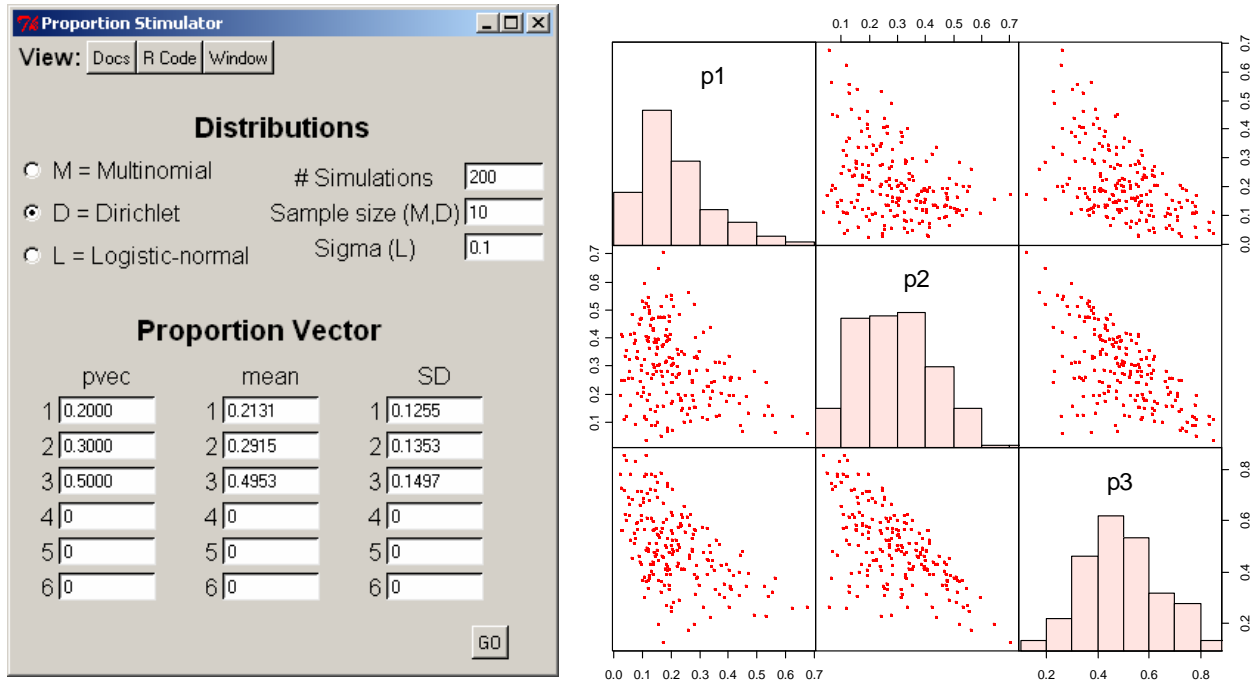 Proportion Stimulator
View: Docs R Code Window
Distributions
M = Multinomial
D = Dirichlet
L = Logistic-normal
# Simulations 200
Sample size (M,D) 10
Sigma (L) 0.1
Proportion Vector
pvec mean SD
1 0.2000 1 0.2131 1 0.1255
2 0.3000 2 0.2915 2 0.1353
3 0.5000 3 0.4953 3 0.1497
4 0 4 0 4 0
5 0 5 0 5 0
6 0 6 0 6 0
GO
0.1 0.2 0.3 0.4 0.5 0.6 0.7
p1
0.7
0.6
0.5
0.4
0.3
0.2
0.1
0.0
p2
0.7
0.6
0.5
0.4
0.3
0.2
0.1
p3
0.8
0.6
0.4
0.2
0.0 0.1 0.2 0.3 0.4 0.5 0.6 0.7
0.2 0.4 0.6 0.8